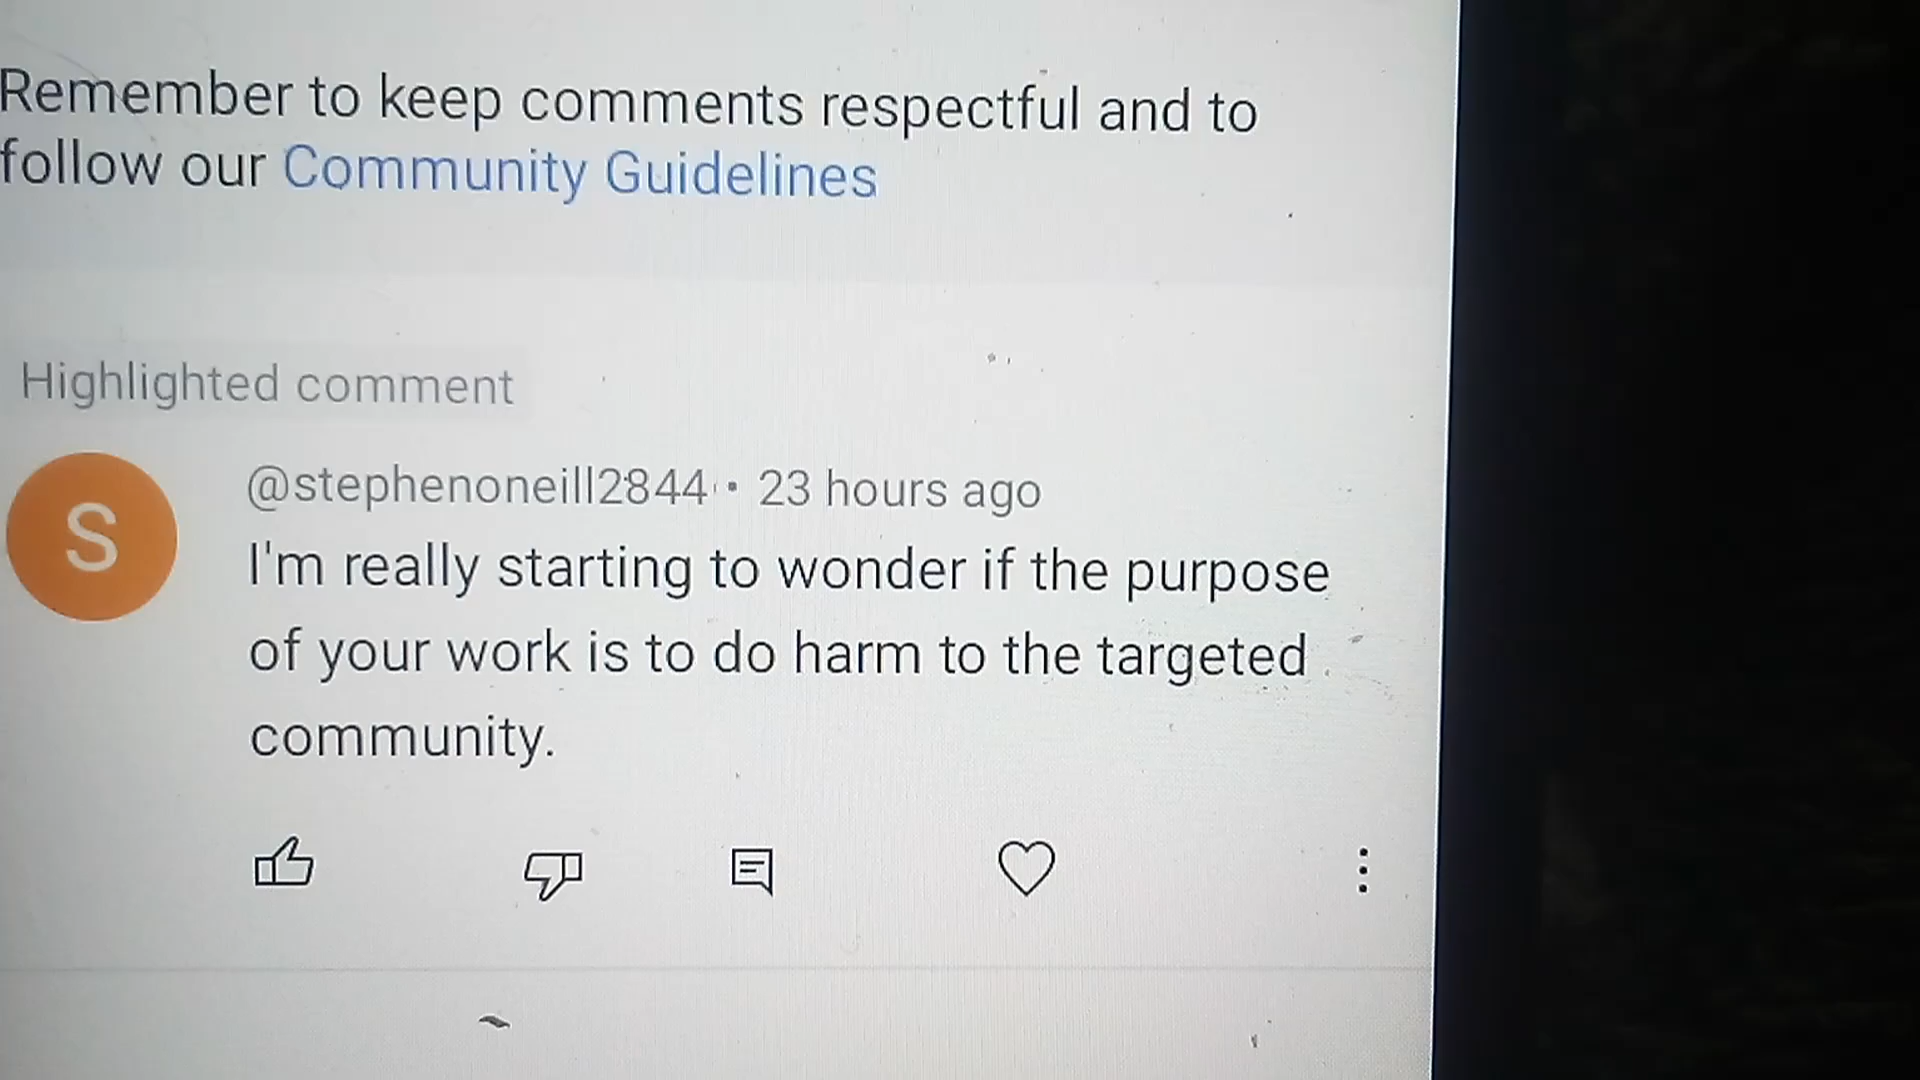 Remember to keep comments respectful and to
follow our Community Guidelines
Highlighted comment
S
@stephenoneill2844 • 23 hours ago
I'm really starting to wonder if the purpose
of your work is to do harm to the targeted
community.